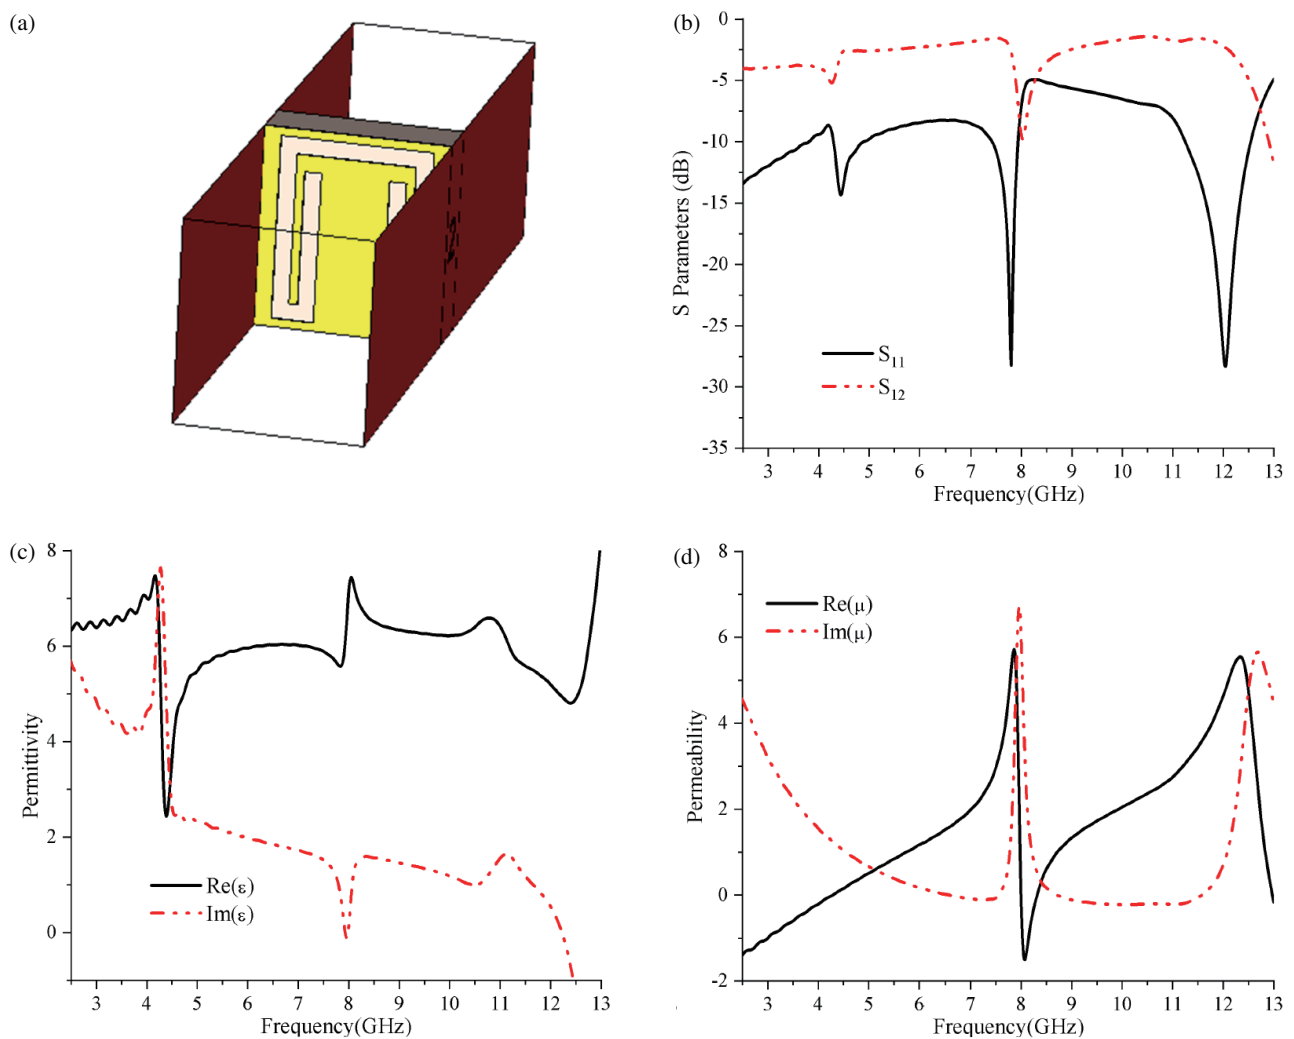 (a)
(b)
0
-5
-10
-15
-20
-25
-30
-35
S Parameters (dB)
S11
S12
3 4 5 6 7 8 9 10 11 12 13
Frequency(GHz)
(c)
8
6
4
2
0
Permittivity
Re(ε)
Im(ε)
3 4 5 6 7 8 9 10 11 12 13
Frequency(GHz)
(d)
8
6
4
2
0
-2
Permeability
Re(μ)
Im(μ)
3 4 5 6 7 8 9 10 11 12 13
Frequency(GHz)